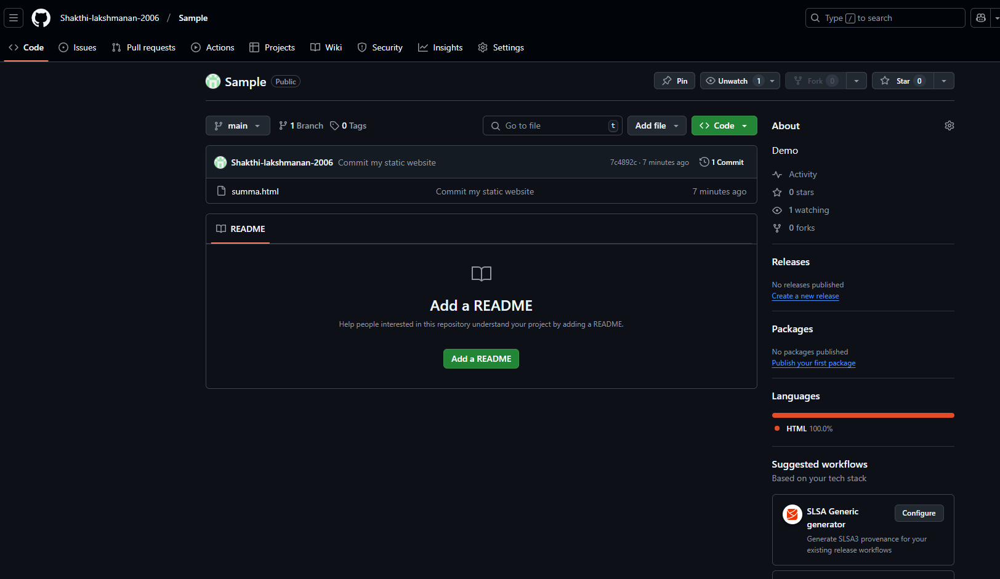 Shakthi-lakshmanan-2006 / Sample
Type / to search
Code Issues Pull requests Actions Projects Wiki Security Insights Settings
Sample Public
Pin Unwatch 1 Fork 0 Star 0
main 1 Branch 0 Tags Go to file t Add file Code
Shakthi-lakshmanan-2006 Commit my static website 7c4892c · 7 minutes ago 1 Commit
summa.html Commit my static website 7 minutes ago
README
Add a README
Help people interested in this repository understand your project by adding a README.
Add a README
About
Demo
Activity
0 stars
1 watching
0 forks
Releases
No releases published
Create a new release
Packages
No packages published
Publish your first package
Languages
HTML 100.0%
Suggested workflows
Based on your tech stack
SLSA Generic
generator
Configure
Generate SLSA3 provenance for your
existing release workflows